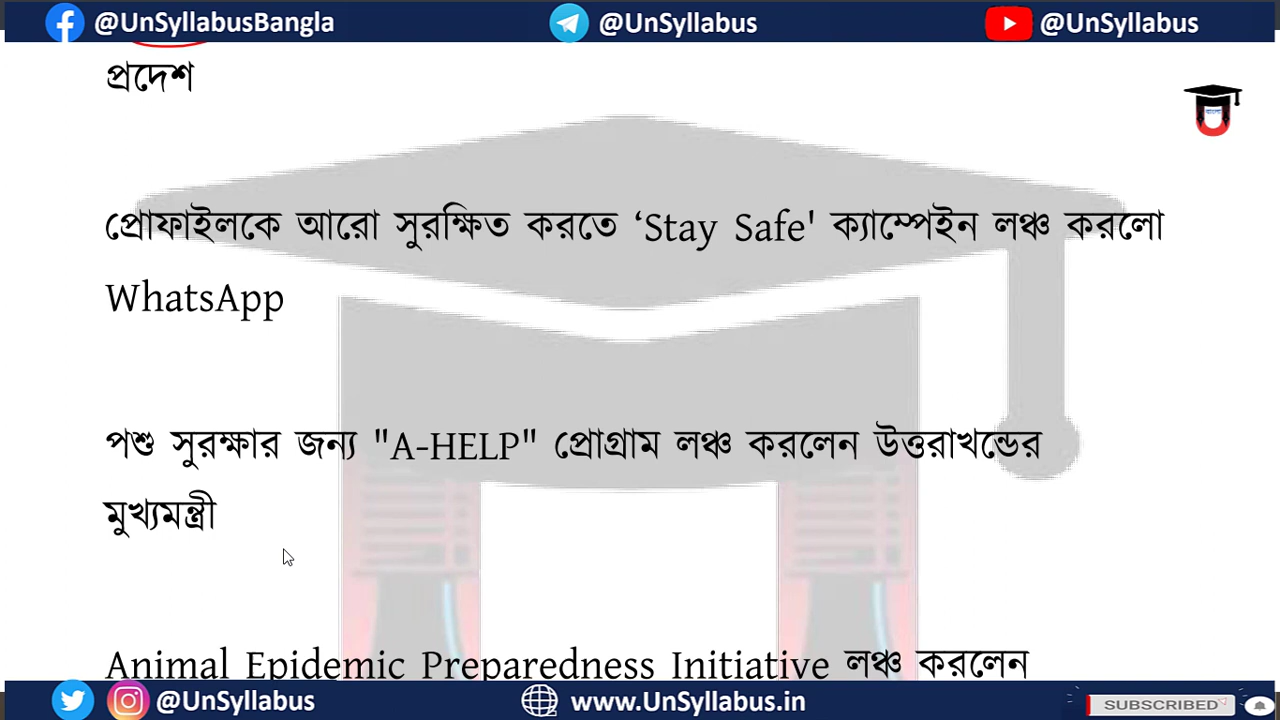 @UnSyllabusBangla @UnSyllabus @UnSyllabus
প্রদেশ
প্রোফাইলকে আরো সুরক্ষিত করতে ‘Stay Safe' ক্যাম্পেইন লঞ্চ করলো
WhatsApp
পশু সুরক্ষার জন্য "A-HELP" প্রোগ্রাম লঞ্চ করলেন উত্তরাখন্ডের
মুখ্যমন্ত্রী
Animal Epidemic Preparedness Initiative লঞ্চ করলেন
@UnSyllabus www.UnSyllabus.in SUBSCRIBED